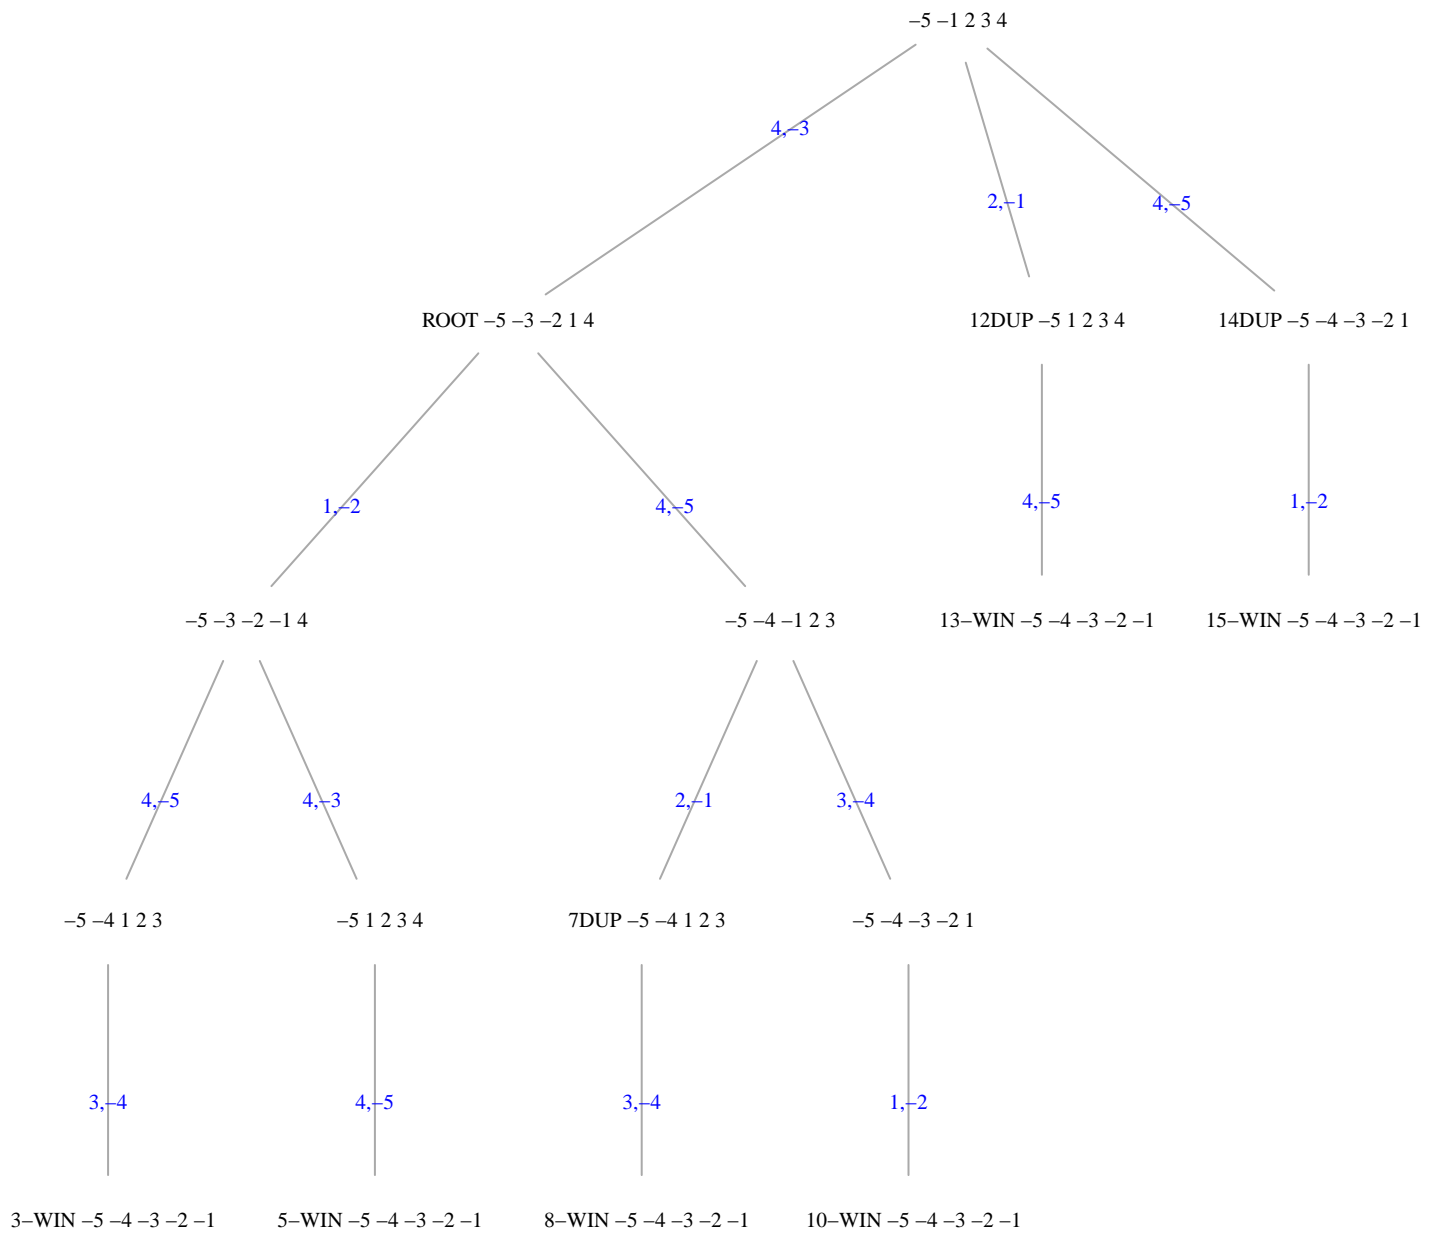 −5 −1 2 3 4
4,−3
2,−1
4,−5
ROOT −5 −3 −2 1 4
12DUP −5 1 2 3 4
14DUP −5 −4 −3 −2 1
1,−2
4,−5
4,−5
1,−2
−5 −3 −2 −1 4
−5 −4 −1 2 3
13−WIN −5 −4 −3 −2 −1
15−WIN −5 −4 −3 −2 −1
4,−5
4,−3
2,−1
3,−4
−5 −4 1 2 3
−5 1 2 3 4
7DUP −5 −4 1 2 3
−5 −4 −3 −2 1
3,−4
4,−5
3,−4
1,−2
3−WIN −5 −4 −3 −2 −1
5−WIN −5 −4 −3 −2 −1
8−WIN −5 −4 −3 −2 −1
10−WIN −5 −4 −3 −2 −1